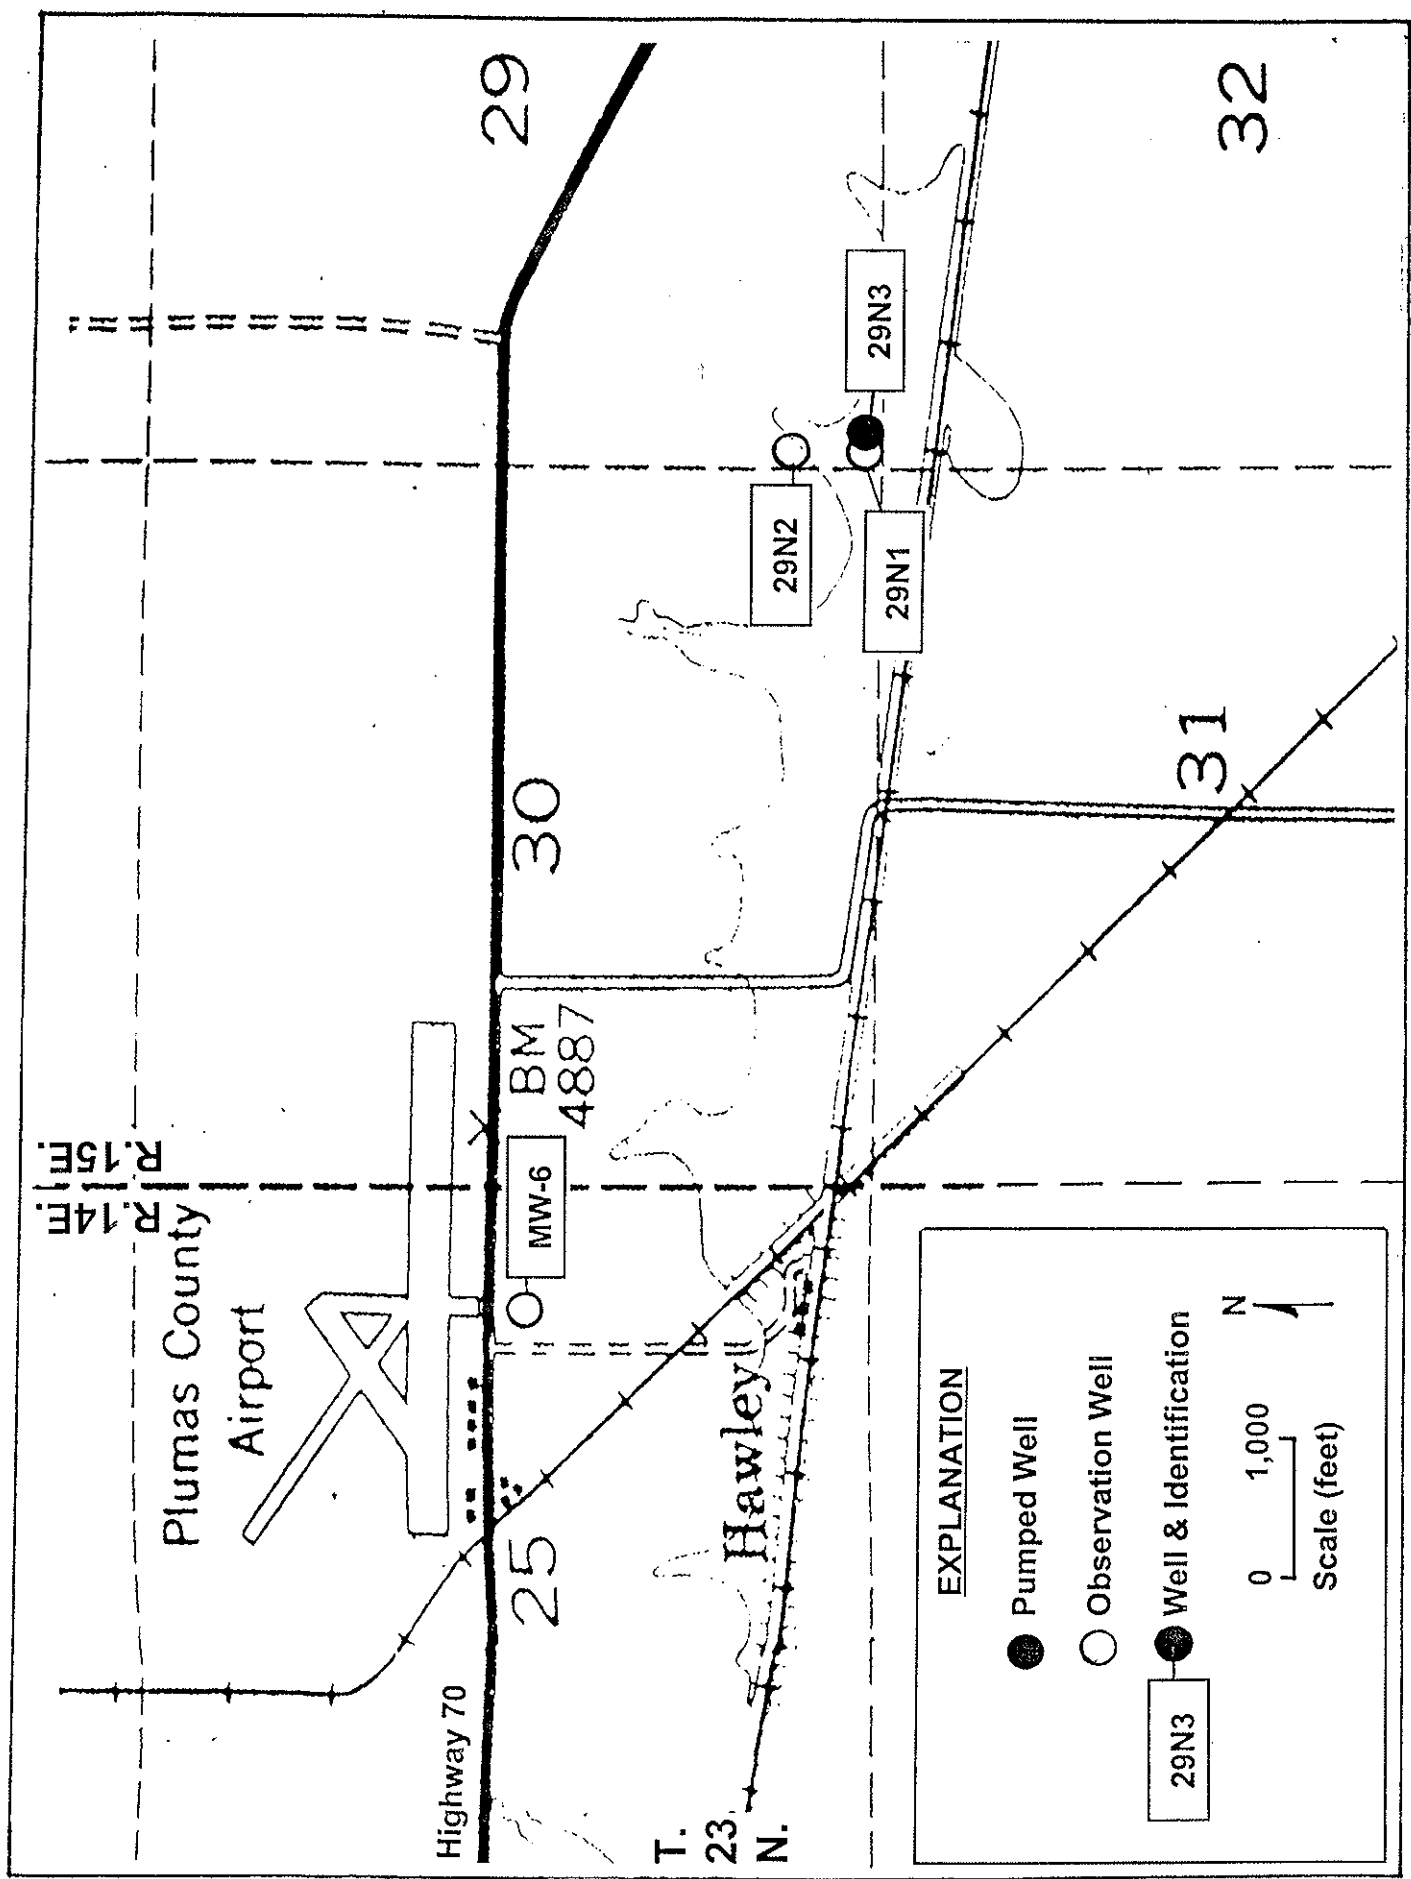 R.14E.
R.15E.
Plumas County
Airport
29
Highway 70
25
MW-6
BM
4887
30
T.
23
N.
Hawley
29N2
29N3
29N1
31
32
EXPLANATION
Pumped Well
Observation Well
29N3
Well & Identification
0 1,000
Scale (feet)
N